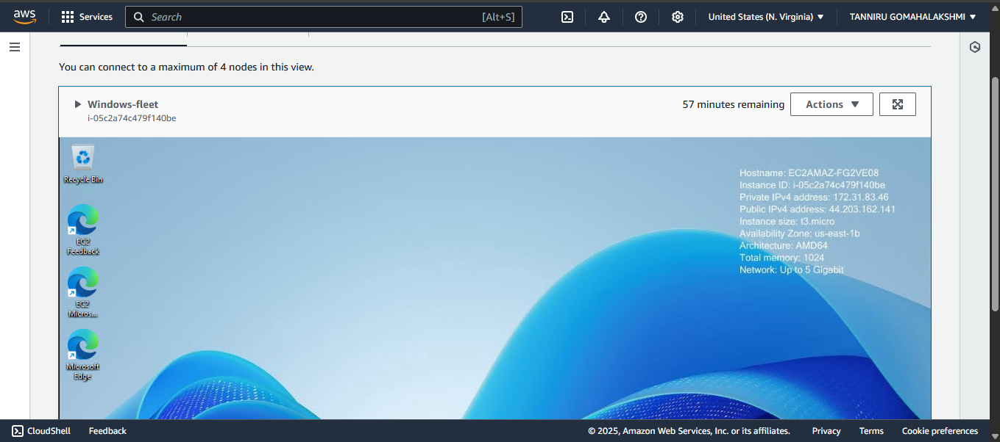 aws
Services
Search
[Alt+S]
United States (N. Virginia)
TANNIRU GOMAHALAKSHMI
You can connect to a maximum of 4 nodes in this view.
Windows-fleet
i-05c2a74c479f140be
57 minutes remaining
Actions
Recycle Bin
EC2
Feedback
EC2
Micros...
Microsoft
Edge
Hostname: EC2AMAZ-FG2VE08
Instance ID: i-05c2a74c479f140be
Private IPv4 address: 172.31.83.46
Public IPv4 address: 44.203.162.141
Instance size: t3.micro
Availability Zone: us-east-1b
Architecture: AMD64
Total memory: 1024
Network: Up to 5 Gigabit
CloudShell
Feedback
© 2025, Amazon Web Services, Inc. or its affiliates.
Privacy
Terms
Cookie preferences